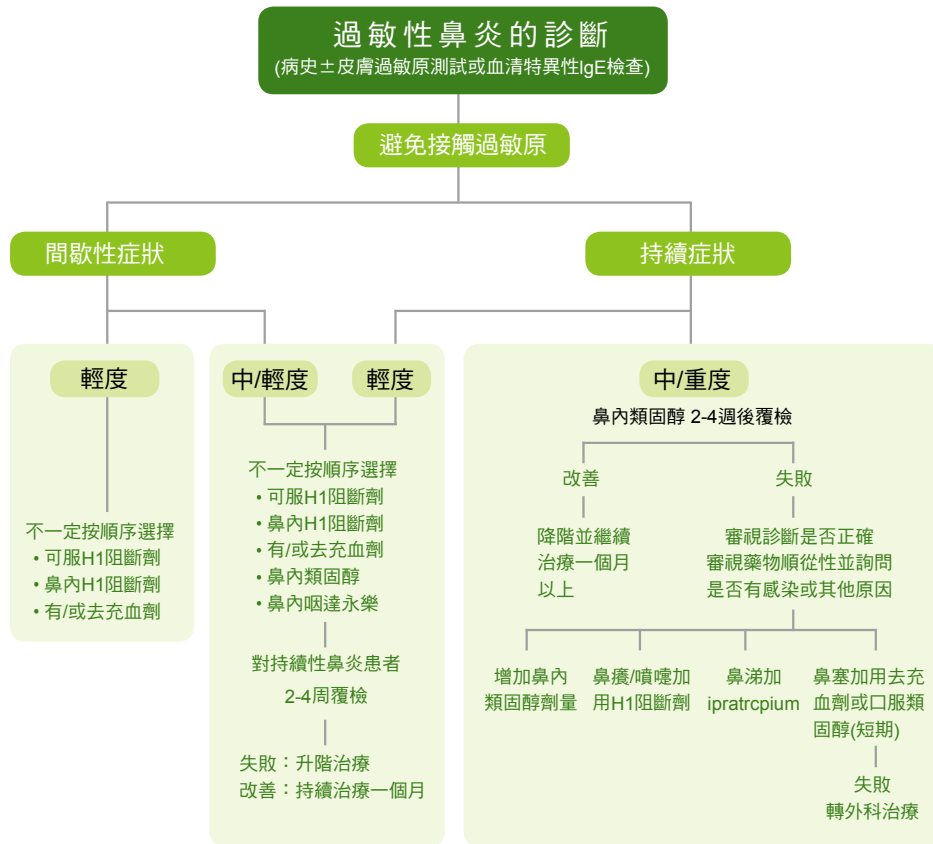 過敏性鼻炎的診斷
(病史±皮膚過敏原測試或血清特異性IgE檢查)
避免接觸過敏原
間歇性症狀
持續症狀
輕度
不一定按順序選擇
•可服H1阻斷劑
•鼻內H1阻斷劑
•有/或去充血劑
中/輕度
輕度
不一定按順序選擇
•可服H1阻斷劑
•鼻內H1阻斷劑
•有/或去充血劑
•鼻內類固醇
•鼻內咽達永樂
對持續性鼻炎患者
2-4周覆檢
失敗：升階治療
改善：持續治療一個月
中/重度
鼻內類固醇 2-4週後覆檢
改善
降階並繼續
治療一個月
以上
失敗
審視診斷是否正確
審視藥物順從性並詢問
是否有感染或其他原因
增加鼻內
類固醇劑量
鼻癢/噴嚏加
用H1阻斷劑
鼻涕加
ipratrcpium
鼻塞加用去充
血劑或口服類
固醇(短期)
失敗
轉外科治療